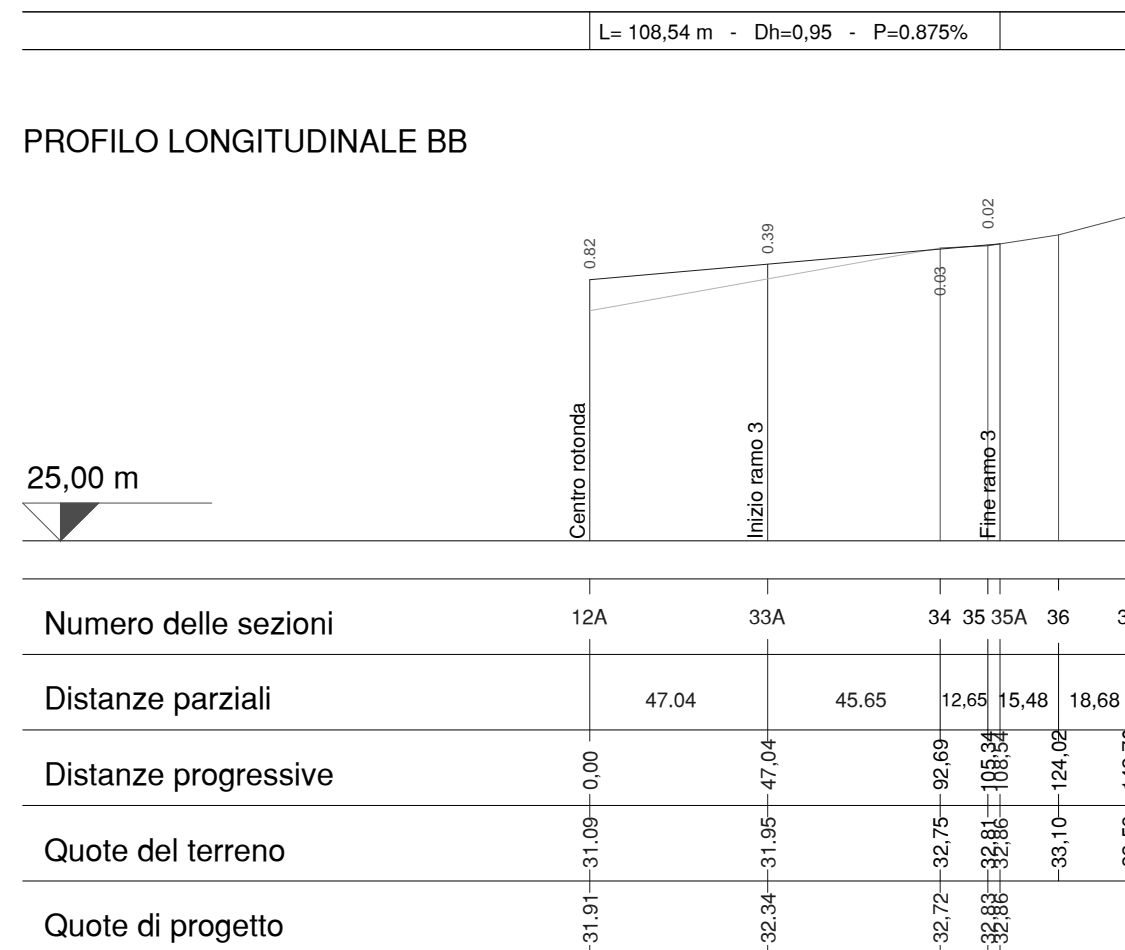 L= 108,54 m - Dh=0,95 - P=0.875%
PROFILO LONGITUDINALE BB
0.82
0.39
0.03
0.02
Centro rotonda
Inizio ramo 3
Fine ramo 3
25,00 m
Numero delle sezioni 12A 33A 34 35 35A 36
Distanze parziali 47.04 45.65 12,65 15,48 18,68
Distanze progressive 0,00 47,04 92,69 105,34 108,54 124,02
Quote del terreno 31.09 31.95 32,75 32,81 32,86 33,10
Quote di progetto 31.91 32.34 32,72 32,83 32,86